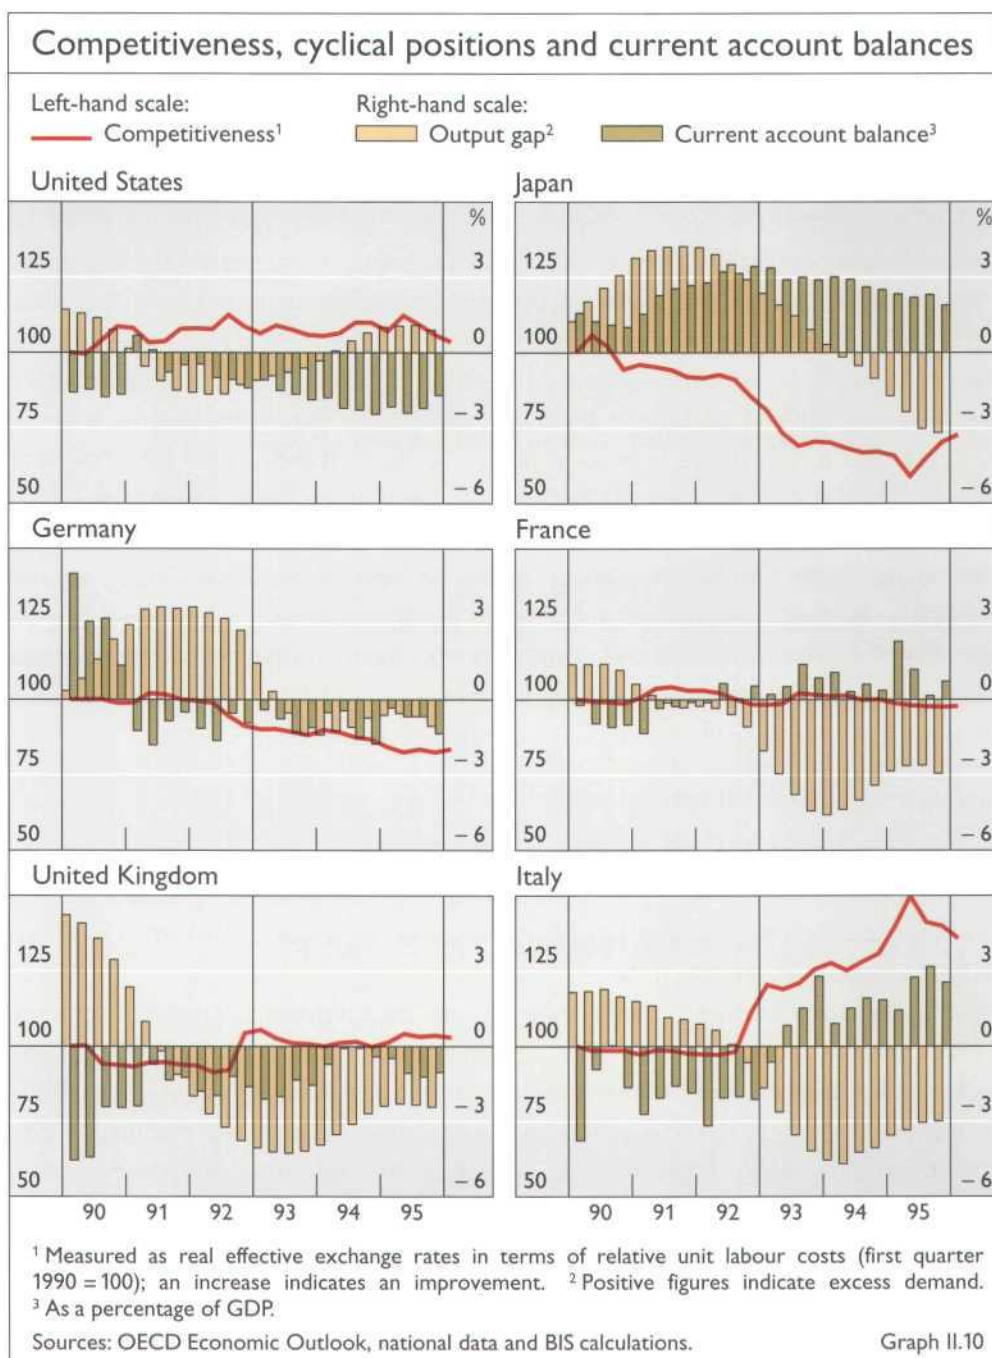 Competitiveness, cyclical positions and current account balances
Left-hand scale:
Right-hand scale:
Competitiveness¹
Output gap²
Current account balance³
United States
Japan
%
125
3
100
0
75
– 3
50
– 6
%
125
3
100
0
75
– 3
50
– 6
Germany
France
125
3
100
0
75
– 3
50
– 6
125
3
100
0
75
– 3
50
– 6
United Kingdom
Italy
125
3
100
0
75
– 3
50
– 6
125
3
100
0
75
– 3
50
– 6
90 91 92 93 94 95
90 91 92 93 94 95
¹ Measured as real effective exchange rates in terms of relative unit labour costs (first quarter
1990 = 100); an increase indicates an improvement. ² Positive figures indicate excess demand.
³ As a percentage of GDP.
Sources: OECD Economic Outlook, national data and BIS calculations.
Graph II.10